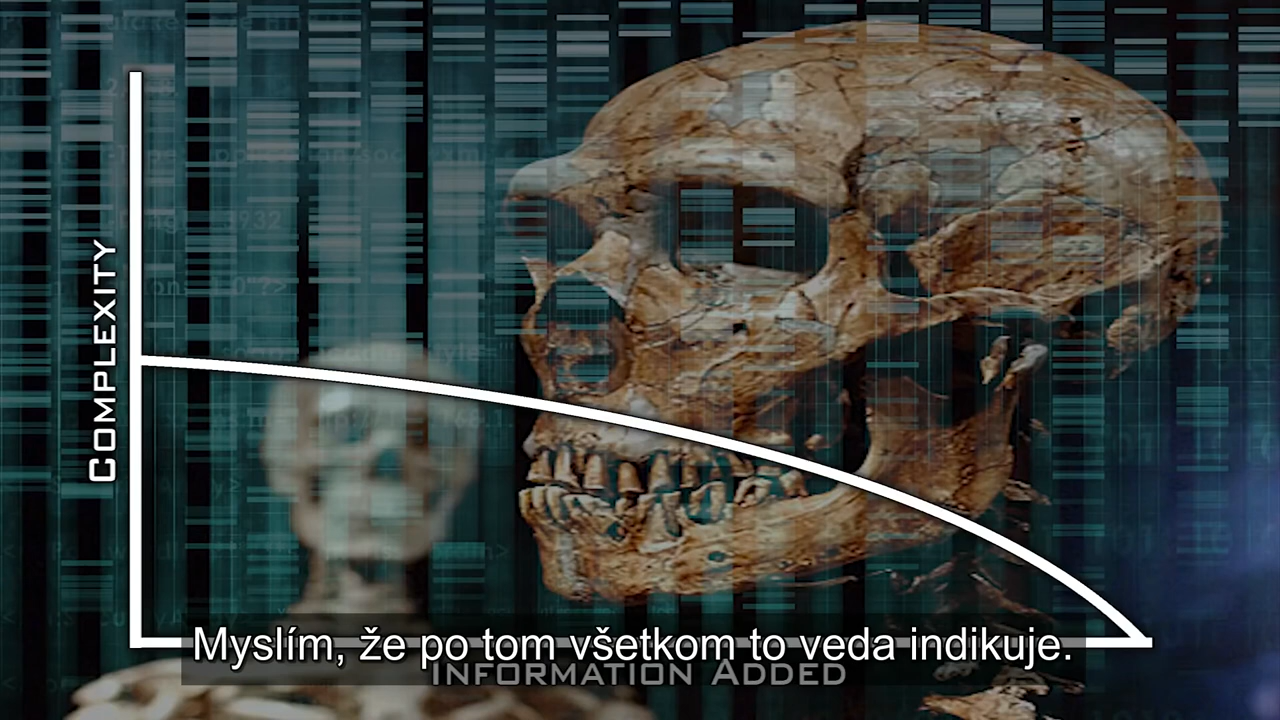 COMPLEXITY
Myslím, že po tom všetkom to veda indikuje.
INFORMATION ADDED